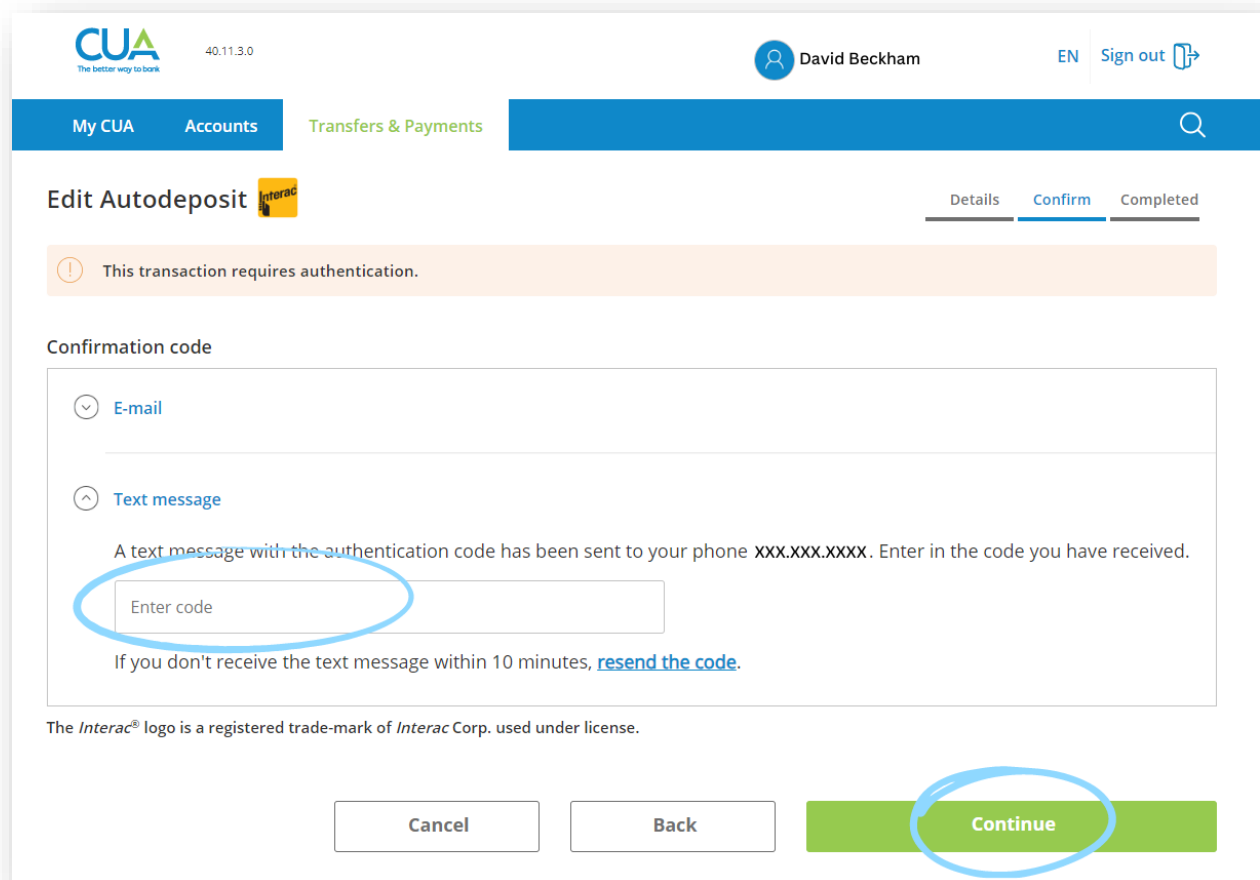 CUA
The better way to bank
40.11.3.0
David Beckham
EN
Sign out
My CUA
Accounts
Transfers & Payments
Edit Autodeposit
Interac
Details
Confirm
Completed
This transaction requires authentication.
Confirmation code
E-mail
Text message
A text message with the authentication code has been sent to your phone XXX.XXX.XXXX. Enter in the code you have received.
Enter code
If you don't receive the text message within 10 minutes, resend the code.
The Interac® logo is a registered trade-mark of Interac Corp. used under license.
Cancel
Back
Continue